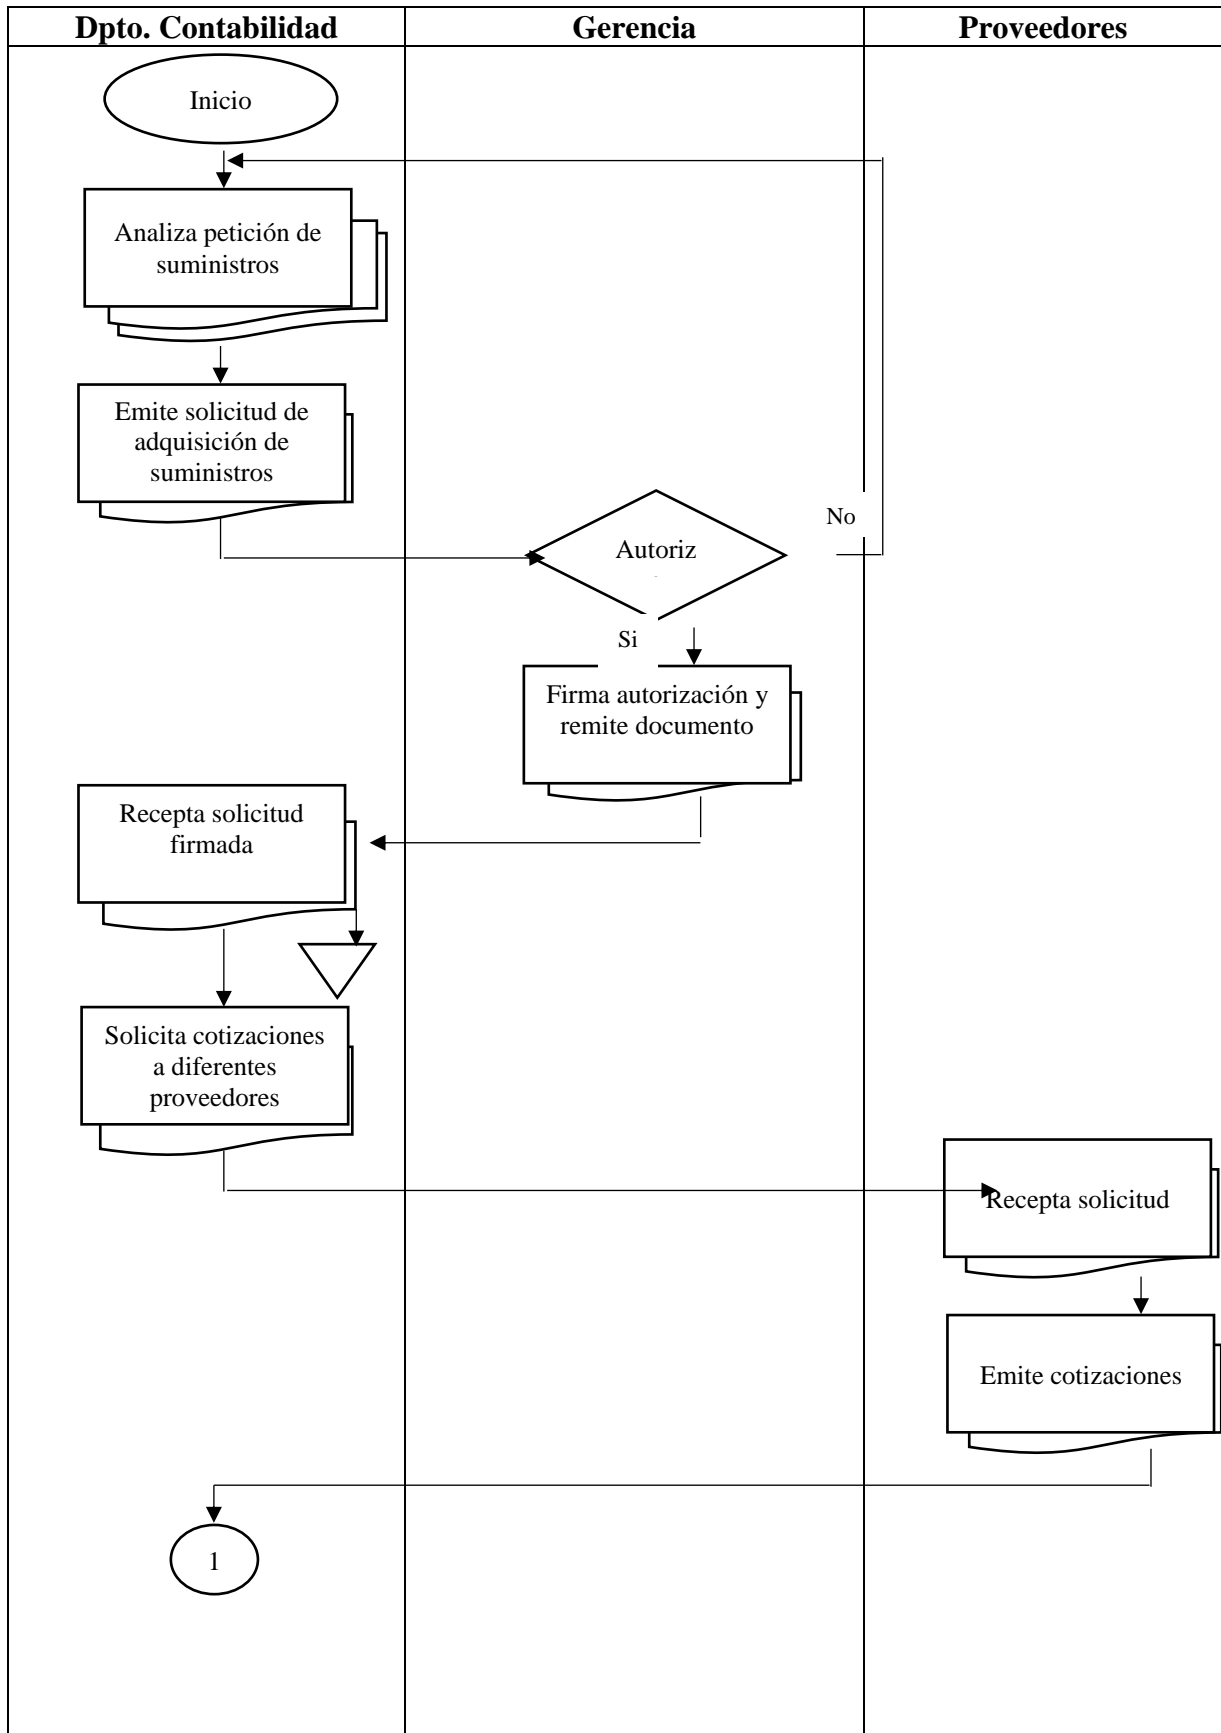 Dpto. Contabilidad
Gerencia
Proveedores
Inicio
Analiza petición de
suministros
Emite solicitud de
adquisición de
suministros
No
Autoriz
Si
Firma autorización y
remite documento
Recepta solicitud
firmada
Solicita cotizaciones
a diferentes
proveedores
Recepta solicitud
Emite cotizaciones
1